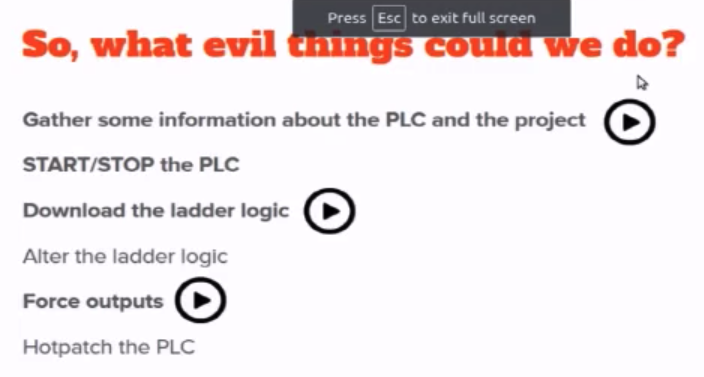 Press Esc to exit full screen
So, what evil things could we do?
Gather some information about the PLC and the project
START/STOP the PLC
Download the ladder logic
Alter the ladder logic
Force outputs
Hotpatch the PLC